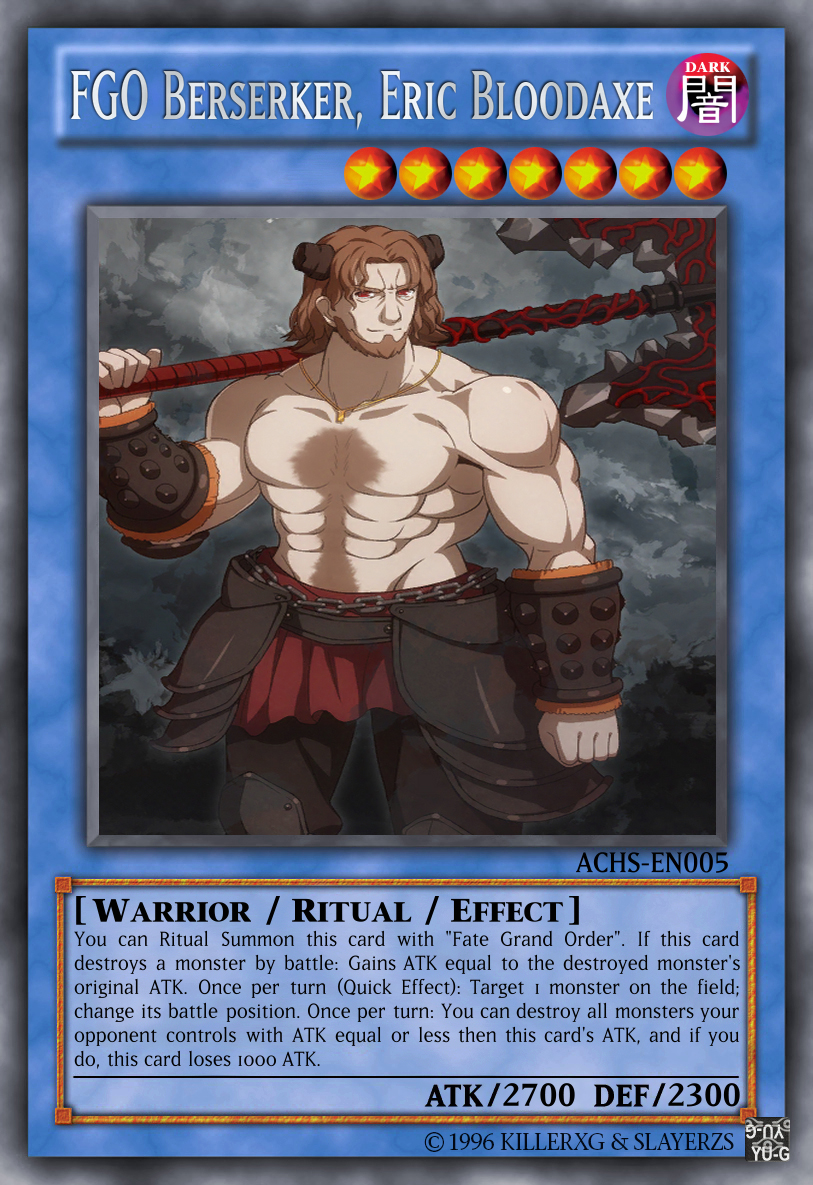 FGO Berserker, Eric Bloodaxe
DARK
闇
ACHS-EN005
[ Warrior / Ritual / Effect ]
You can Ritual Summon this card with "Fate Grand Order". If this card
destroys a monster by battle: Gains ATK equal to the destroyed monster's
original ATK. Once per turn (Quick Effect): Target 1 monster on the field;
change its battle position. Once per turn: You can destroy all monsters your
opponent controls with ATK equal or less then this card's ATK, and if you
do, this card loses 1000 ATK.
ATK/2700 DEF/2300
© 1996 KILLERXG & SLAYERZS
YU-G
YU-G